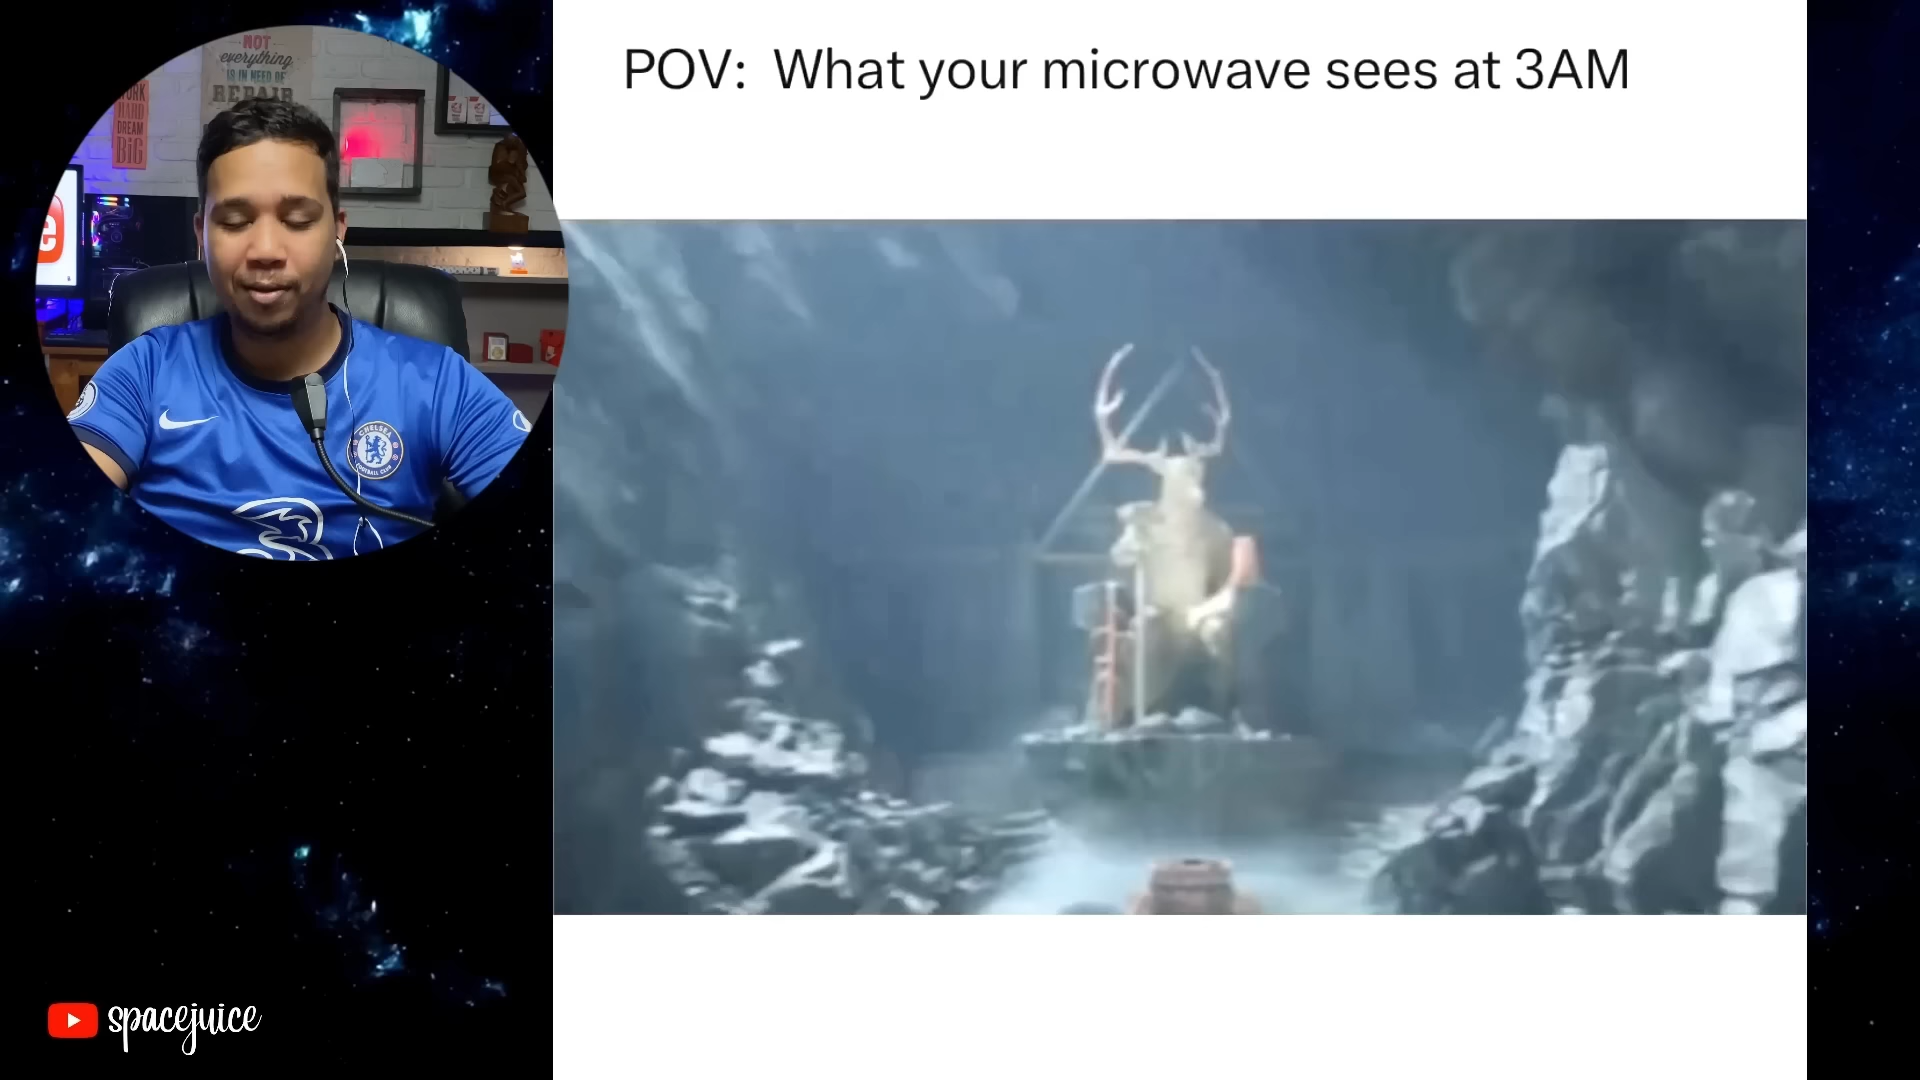 POV:  What your microwave sees at 3AM
NOT
everything
IS IN NEED OF
REPAIR
WORK
HARD
DREAM
BIG
e
CHELSEA
FOOTBALL CLUB
spacejuice